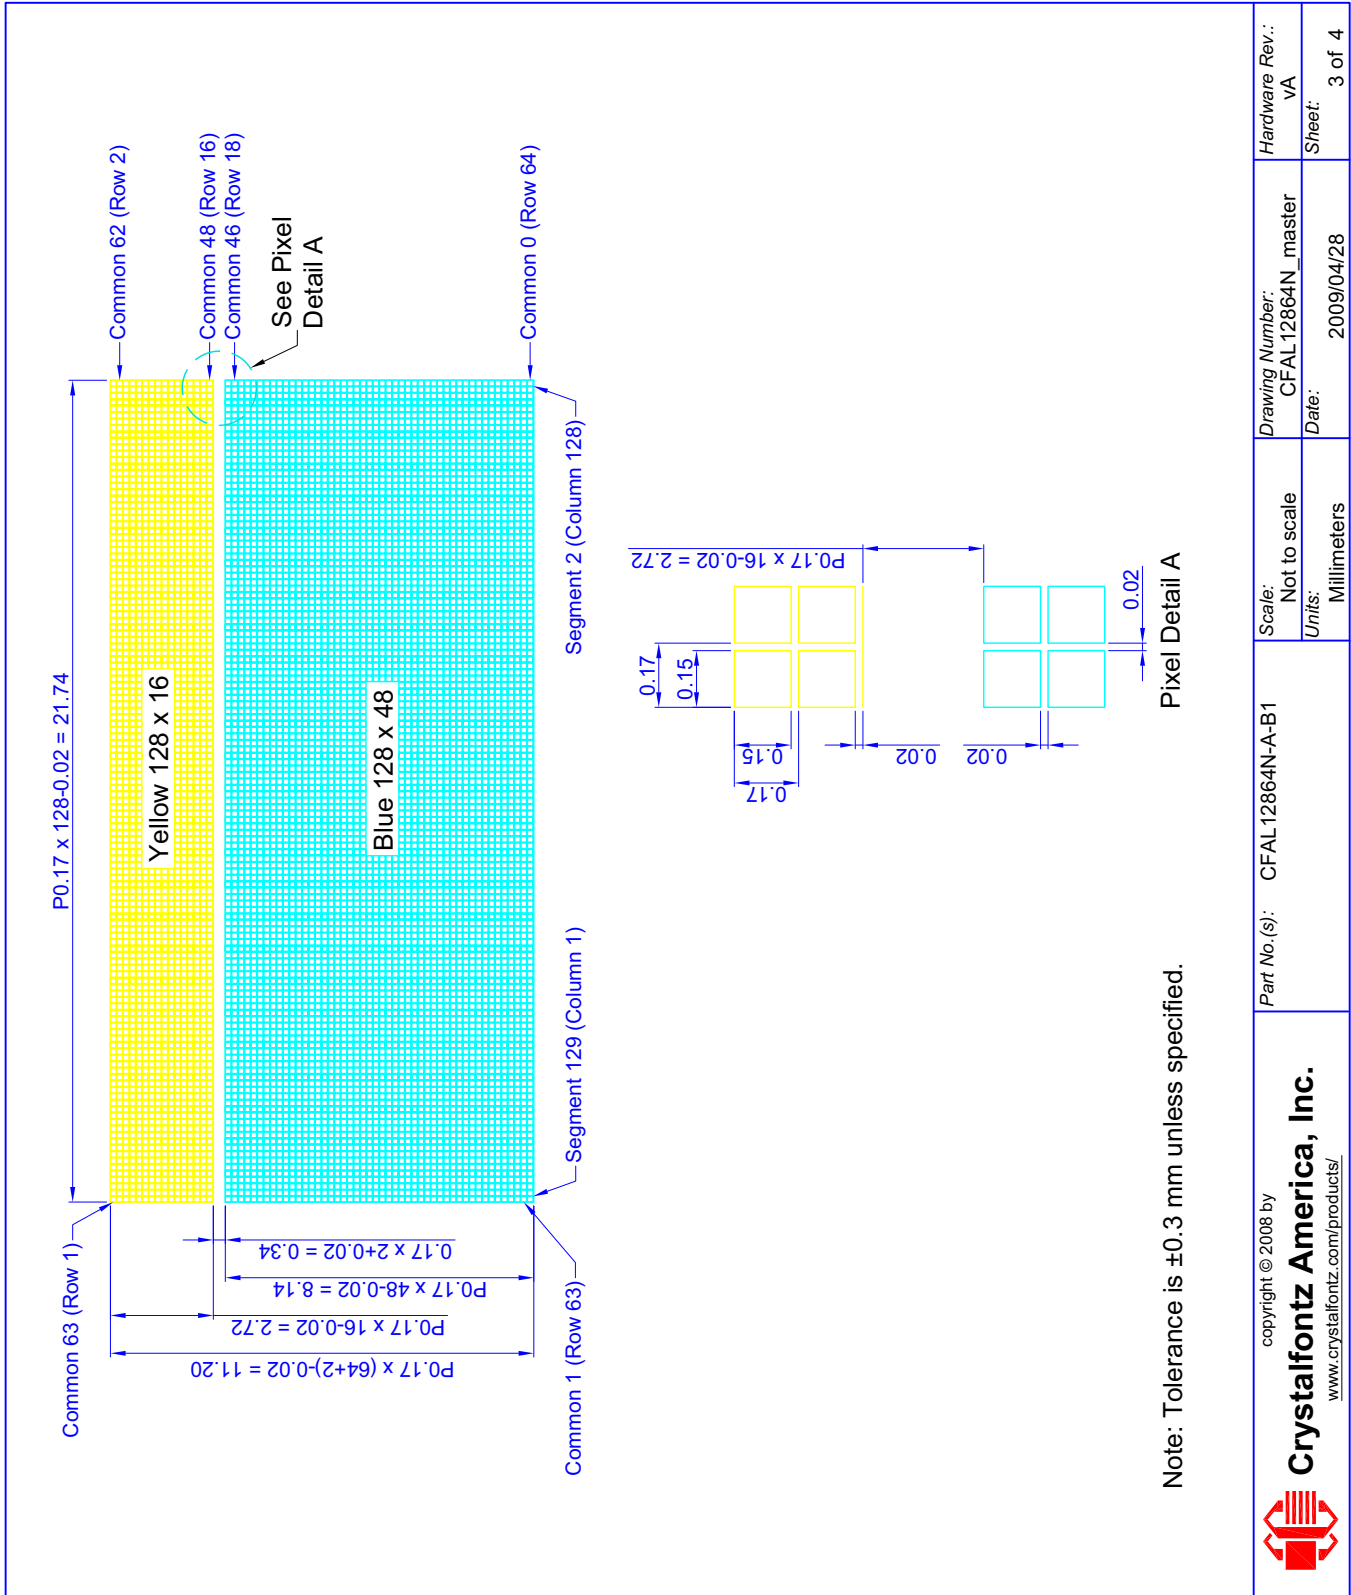 Common 63 (Row 1)
P0.17 x 128-0.02 = 21.74
Common 62 (Row 2)
Yellow 128 x 16
Common 48 (Row 16)
Common 46 (Row 18)
See Pixel
Detail A
Blue 128 x 48
0.17 x 2+0.02 = 0.34
P0.17 x 48-0.02 = 8.14
P0.17 x 16-0.02 = 2.72
P0.17 x (64+2)-0.02 = 11.20
Common 0 (Row 64)
Common 1 (Row 63)
Segment 129 (Column 1)
Segment 2 (Column 128)
P0.17 x 16-0.02 = 2.72
0.17
0.15
0.15
0.17
0.02
0.02
0.02
Pixel Detail A
Note: Tolerance is ±0.3 mm unless specified.
copyright © 2008 by
Crystalfontz America, Inc.
www.crystalfontz.com/products/
Part No.(s):
CFAL12864N-A-B1
Scale:
Not to scale
Units:
Millimeters
Drawing Number:
CFAL12864N_master
Date:
2009/04/28
Hardware Rev.:
vA
Sheet:
3 of 4